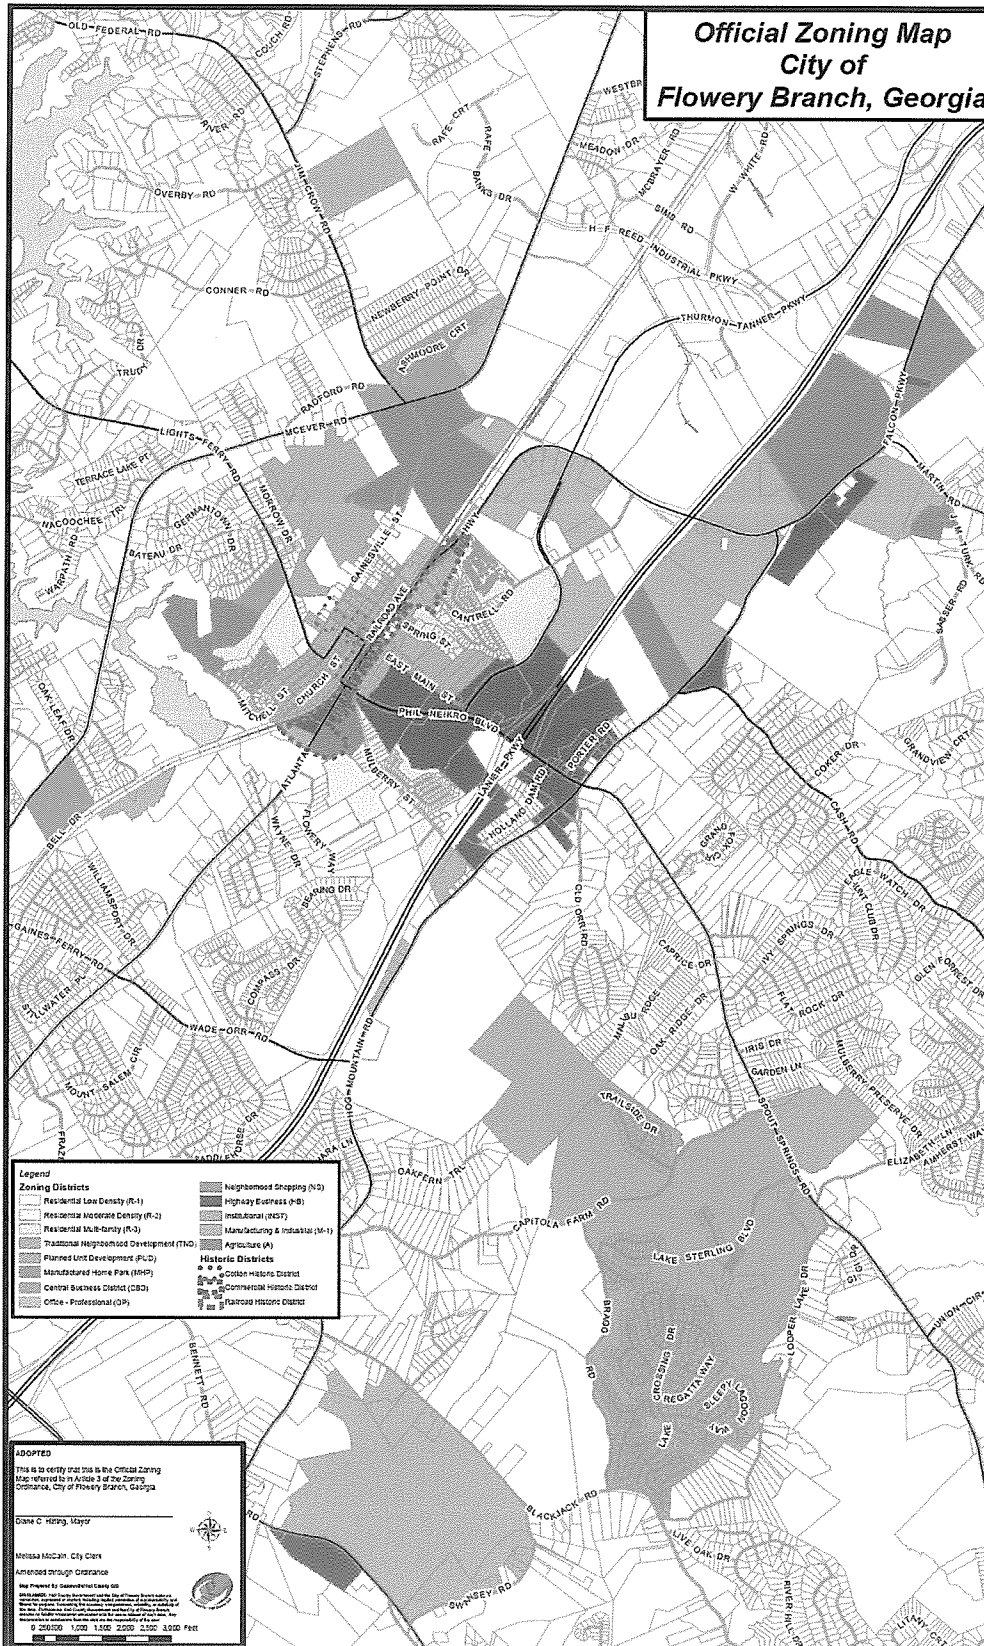 Official Zoning Map
City of
Flowery Branch, Georgia
OLD-FEDERAL-RD
COUCH RD
STEPHENS RD
RIVER RD
RAFE CRT
RAFE
BANKS DR
MEADOW DR
MCBRAYER RD
W-WHITE-RD
SIMS RD
OVERBY RD
JIM-CROW-RD
H-F-REED INDUSTRIAL PKWY
CONNER RD
NEWBERRY POINT DR
THURMON-TANNER-PKWY
ASHMOORE CRT
TRUDY DR
RADFORD RD
MCEVER-RD
FALCON-PKWY
LIGHTS-FERRY-RD
TERRACE LAKE PT
MORROW DR
MARTIN-RD
NACOOCHEE TRL
GERMANTOWN DR
HWY
J-M-TURK-RD
WARPATH RD
BATEAU DR
GAINESVILLE ST
RAILROAD AVE
CANTRELL-RD
SASSER-RD
SPRING ST
CHURCH ST
EAST MAIN ST
MITCHELL ST
PHIL NEIKRO BLVD
OAK-LEAF-DR
PORTER RD
GRANDVIEW CRT
ATLANTA
MULBERRY ST
LANIER-PKWY
HOLLAND DAM RD
COKER-DR
BELL DR
FLOWERY WAY
WAYNE DR
CASH-RD
GRAND
OAK CIR
WILLIAMSPORT-DR
BEARING DR
OLD ORR RD
EAGLE-WATCH-DR
GAINES-FERRY-RD
CAPRICE DR
IVY SPRINGS DR
COMPASS-DR
GLEN FORREST DR
FLAT ROCK DR
OAK RIDGE DR
WADE-ORR-RD
IRIS DR
MOUNT-SALEM-CIR
HOG-MOUNTAIN-RD
GARDEN LN
MULBERRY PRESERVE DR
TRAILSIDE DR
SPOUT-SPRINGS-RD
ELIZABETH-LN
AMHERST WAY
OAKFERN TRL
CAPITOLA FARM RD
LAKE STERLING BLVD
Legend
Zoning Districts
Residential Low Density (R-1)
Residential Moderate Density (R-2)
Residential Multi-family (R-3)
Traditional Neighborhood Development (TND)
Planned Unit Development (PUD)
Manufactured Home Park (MHP)
Central Business District (CBD)
Office - Professional (OP)
Neighborhood Shopping (NS)
Highway Business (HB)
Institutional (INST)
Manufacturing & Industrial (M-1)
Agriculture (A)
Historic Districts
Cotton Historic District
Commercial Historic District
Railroad Historic District
BRAGG RD
LOOPER LAKE DR
UNION-CIR
BENNETT RD
CROSSING DR
REGATTA WAY
SLEEPY LAGOON WAY
LAKE
BLACKJACK RD
LIVE OAK DR
SWANSEY RD
ADOPTED
This is to certify that this is the Official Zoning
Map referred to in Article 3 of the Zoning
Ordinance, City of Flowery Branch, Georgia
Melissa McCain, City Clerk
Amended through Ordinance
0 250500 1,000 1,500 2,000 2,500 3,000 Feet